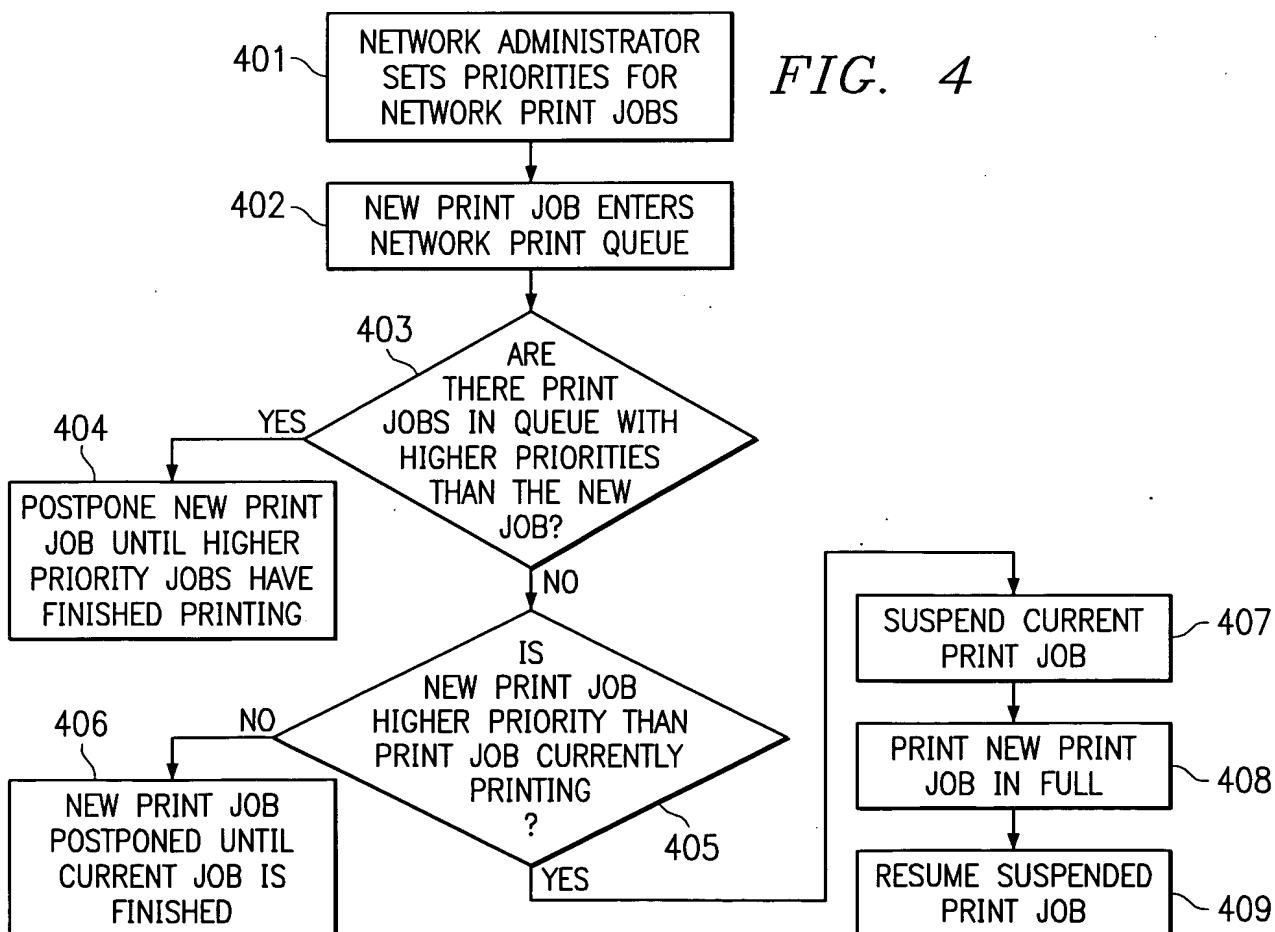 401
NETWORK ADMINISTRATOR
SETS PRIORITIES FOR
NETWORK PRINT JOBS
FIG. 4
402
NEW PRINT JOB ENTERS
NETWORK PRINT QUEUE
403
ARE
THERE PRINT
JOBS IN QUEUE WITH
HIGHER PRIORITIES
THAN THE NEW
JOB?
YES
404
POSTPONE NEW PRINT
JOB UNTIL HIGHER
PRIORITY JOBS HAVE
FINISHED PRINTING
NO
IS
NEW PRINT JOB
HIGHER PRIORITY THAN
PRINT JOB CURRENTLY
PRINTING
?
405
NO
406
NEW PRINT JOB
POSTPONED UNTIL
CURRENT JOB IS
FINISHED
YES
SUSPEND CURRENT
PRINT JOB
407
PRINT NEW PRINT
JOB IN FULL
408
RESUME SUSPENDED
PRINT JOB
409